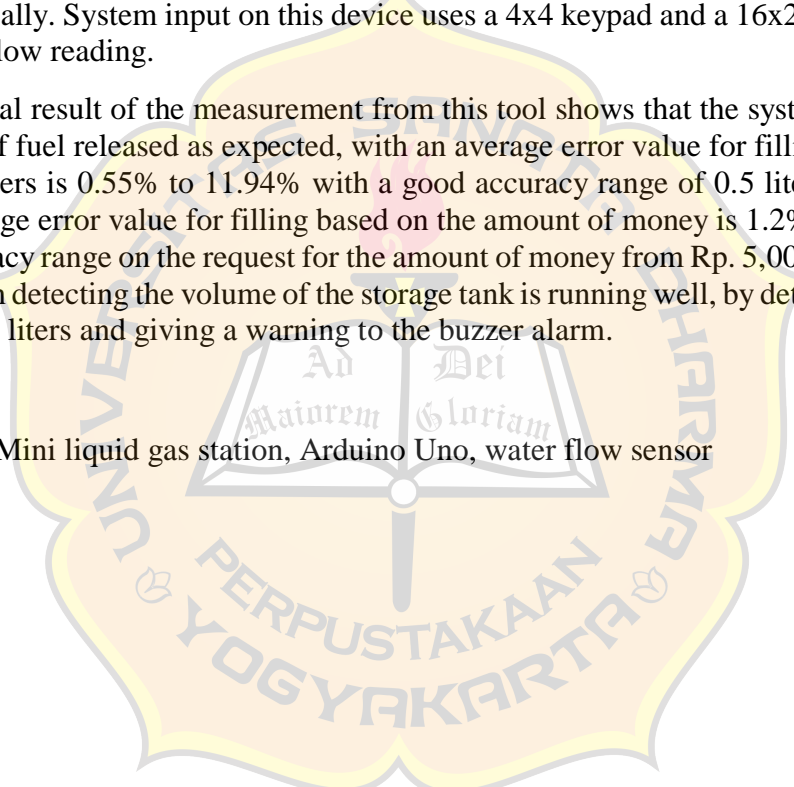 ally. System input on this device uses a 4x4 keypad and a 16x2
low reading.
al result of the measurement from this tool shows that the syst
f fuel released as expected, with an average error value for filli
ers is 0.55% to 11.94% with a good accuracy range of 0.5 lite
ge error value for filling based on the amount of money is 1.2%
acy range on the request for the amount of money from Rp. 5,00
n detecting the volume of the storage tank is running well, by det
liters and giving a warning to the buzzer alarm.
Mini liquid gas station, Arduino Uno, water flow sensor
UNIVERSITAS SANATA DHARMA
Ad Dei
Maiorem Gloriam
PERPUSTAKAAN
YOGYAKARTA